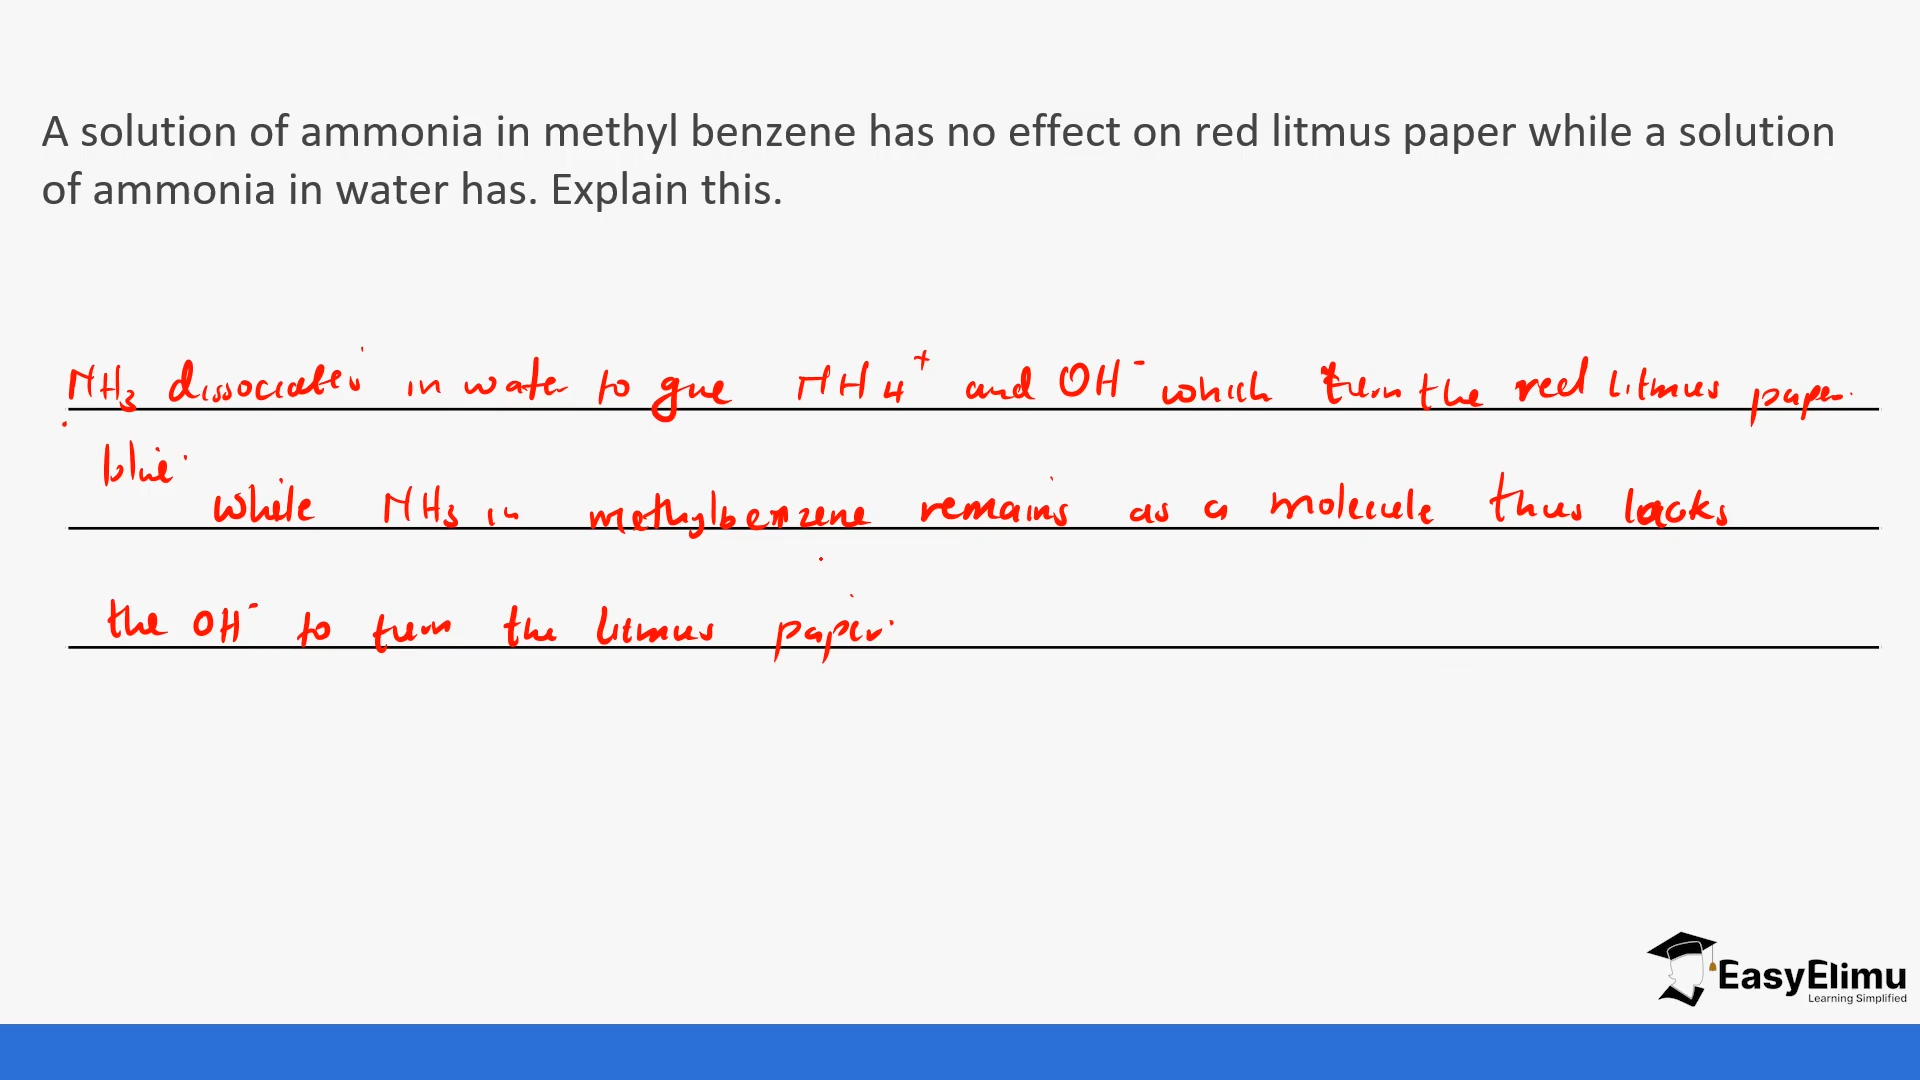 A solution of ammonia in methyl benzene has no effect on red litmus paper while a solution
of ammonia in water has. Explain this.
NH3 dissociates in water to give NH4+ and OH- which turn the red litmus paper
blue.
while NH3 in methylbenzene remains as a molecule thus lacks
the OH- to turn the litmus paper.
EasyElimu
Learning Simplified